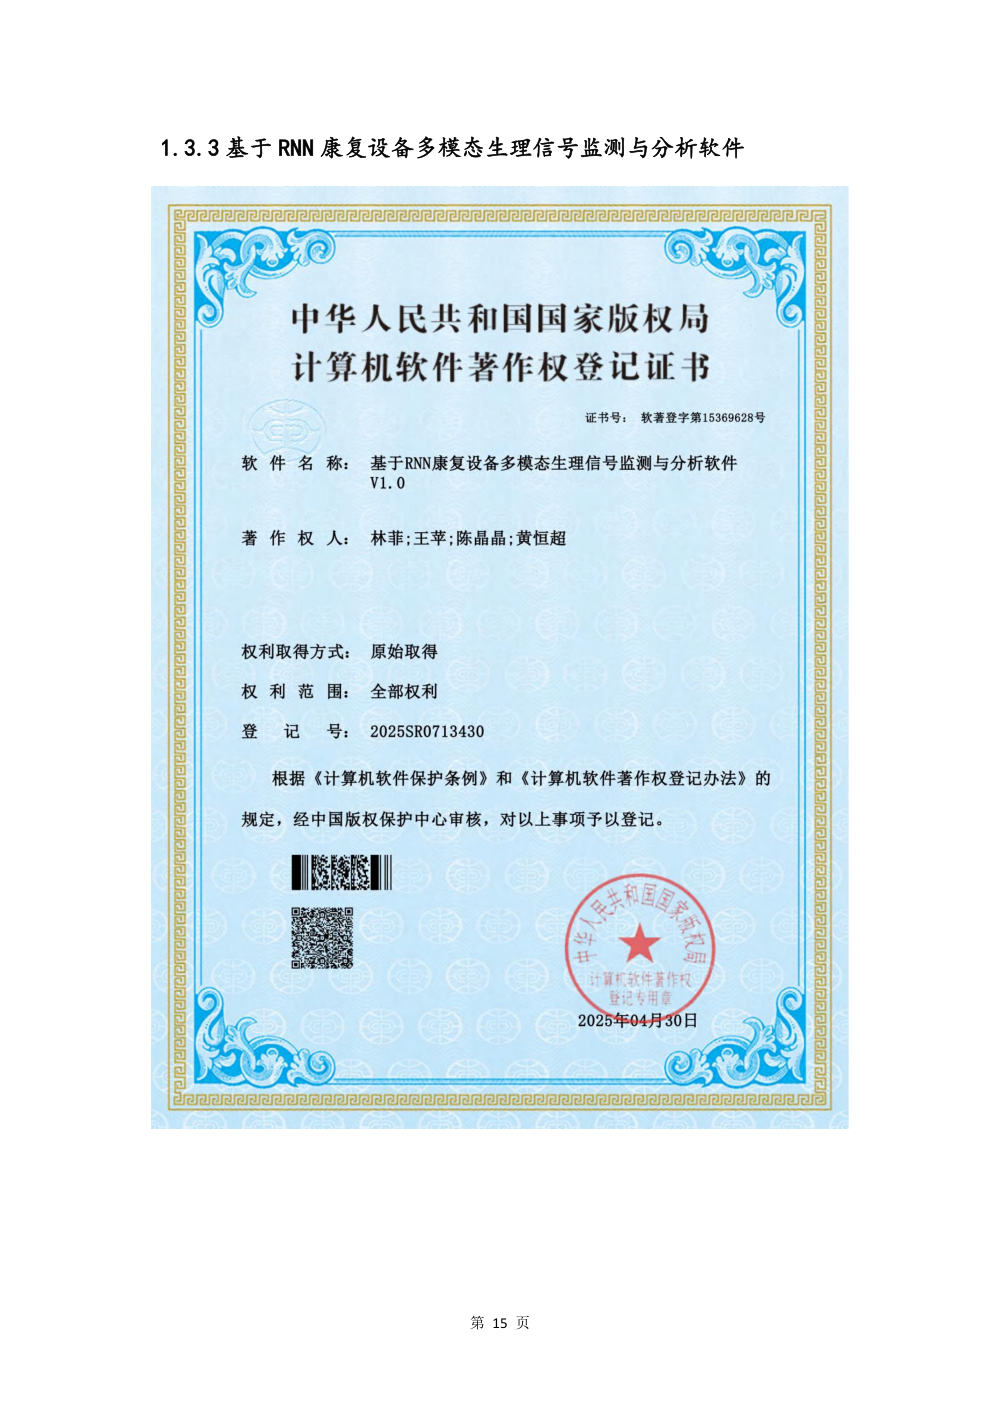 1.3.3基于 RNN 康复设备多模态生理信号监测与分析软件
中华人民共和国国家版权局
计算机软件著作权登记证书
证书号： 软著登字第15369628号
软件名称： 基于RNN康复设备多模态生理信号监测与分析软件
V1.0
著作权人： 林菲;王苹;陈晶晶;黄恒超
权利取得方式： 原始取得
权利范围： 全部权利
登记号： 2025SR0713430
根据《计算机软件保护条例》和《计算机软件著作权登记办法》的
规定，经中国版权保护中心审核，对以上事项予以登记。
中华人民共和国国家版权局
计算机软件著作权
登记专用章
2025年04月30日
第 15 页